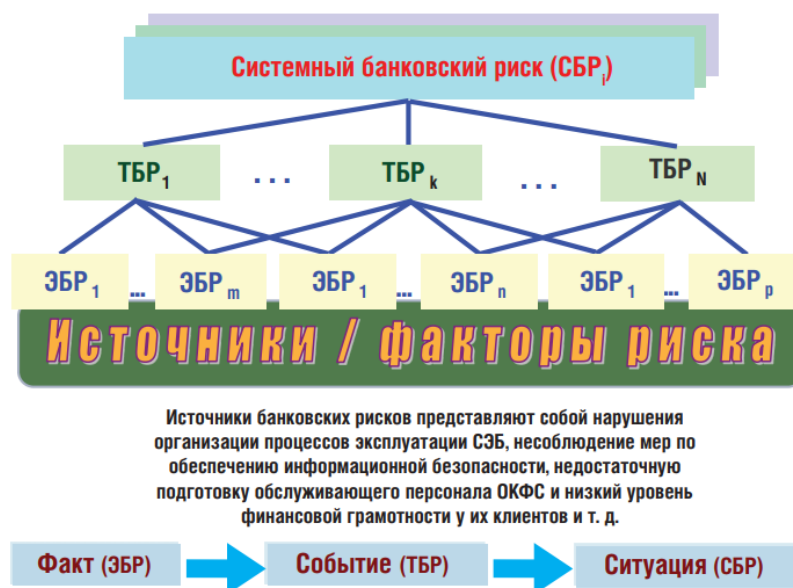 Системный банковский риск (СБРⱼ)
ТБР₁ ... ТБРₖ ... ТБР_N
ЭБР₁ ... ЭБРₘ ЭБР₁ ... ЭБРₙ ЭБР₁ ... ЭБРₚ
Источники / факторы риска
Источники банковских рисков представляют собой нарушения
организации процессов эксплуатации СЭБ, несоблюдение мер по
обеспечению информационной безопасности, недостаточную
подготовку обслуживающего персонала ОКФС и низкий уровень
финансовой грамотности у их клиентов и т. д.
Факт (ЭБР) Событие (ТБР) Ситуация (СБР)